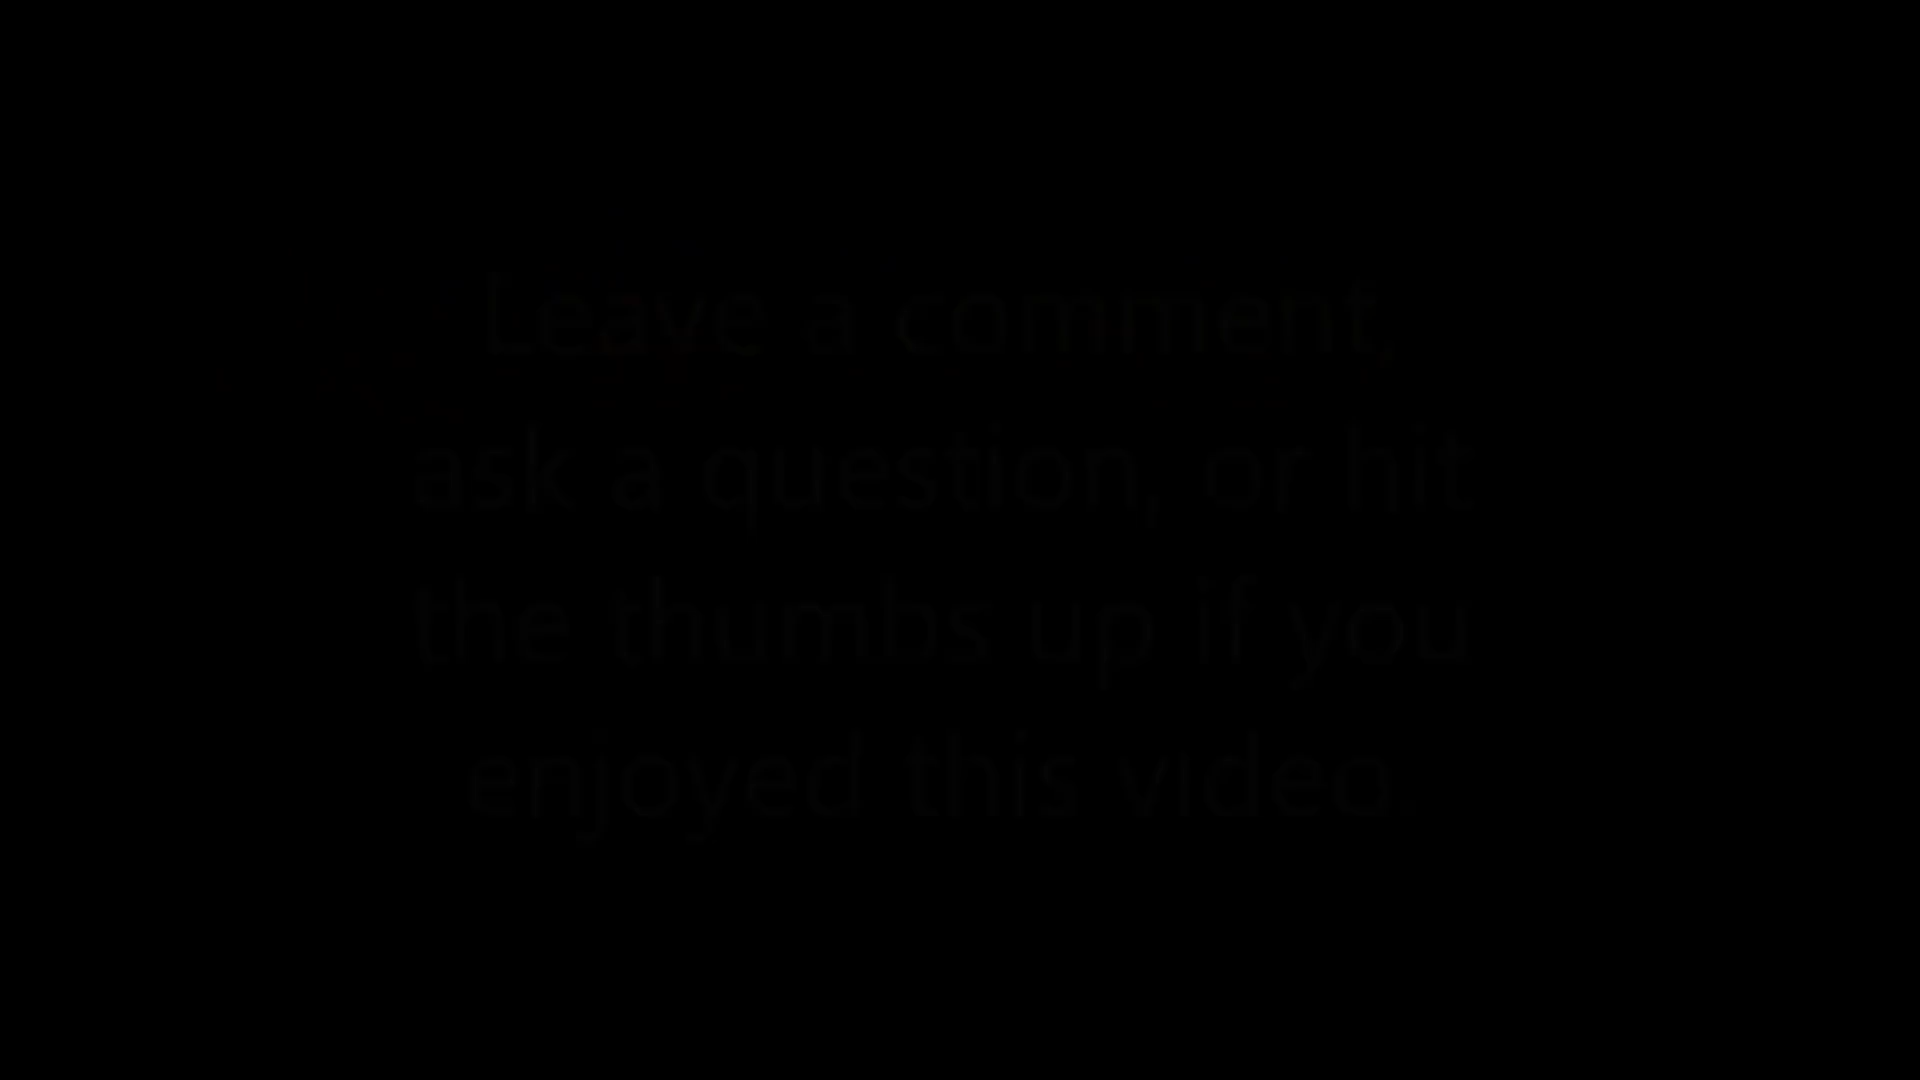 Leave a comment,
ask a question, or hit
the thumbs up if you
enjoyed this video.